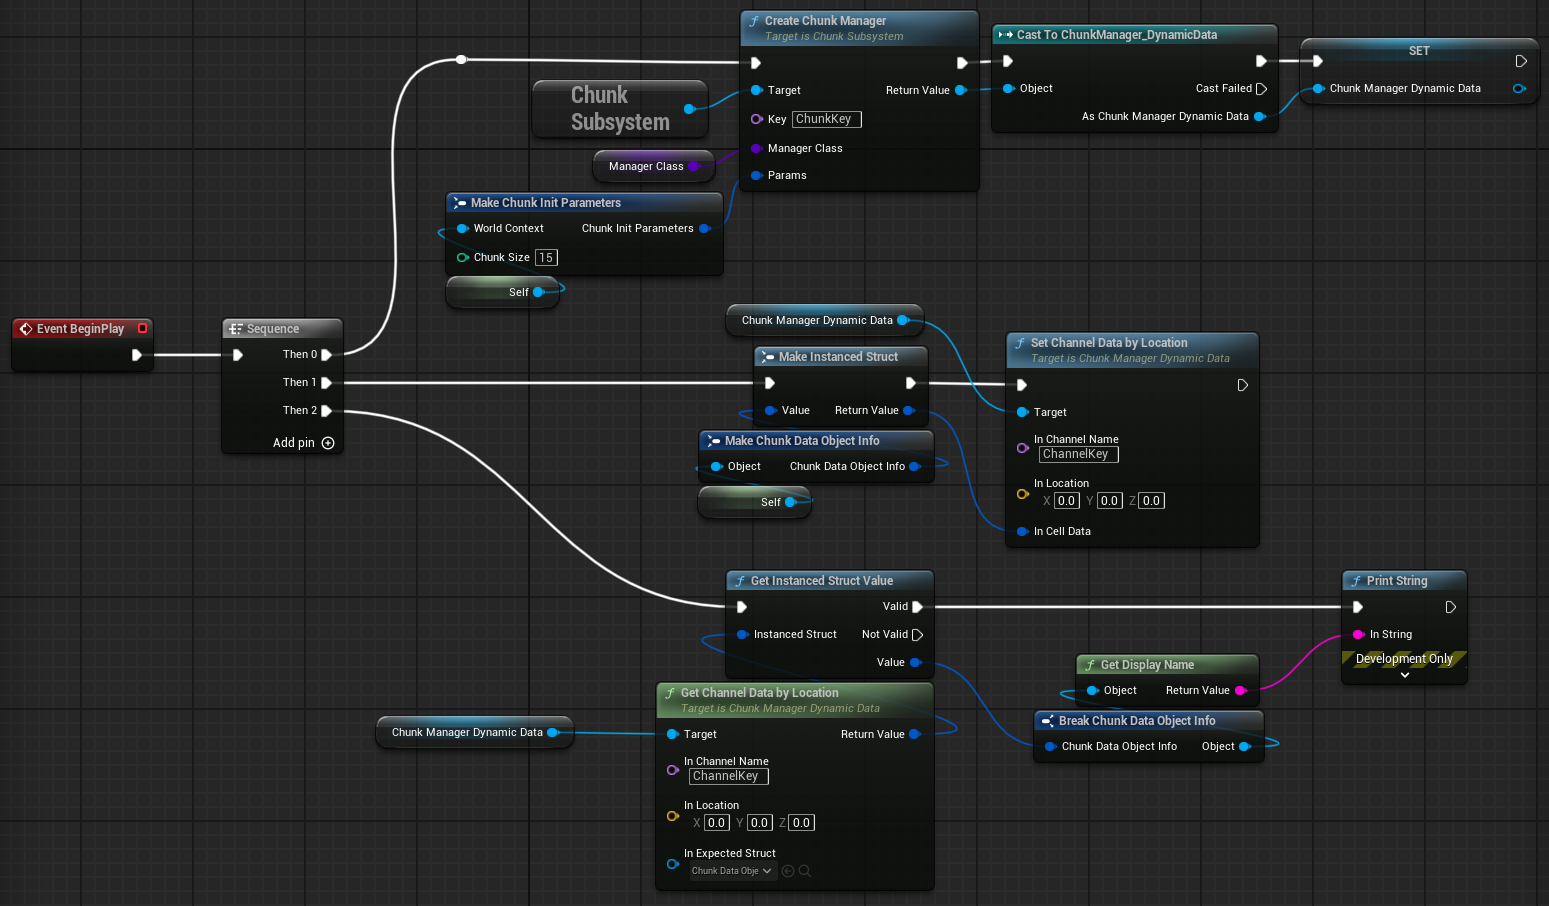 Create Chunk Manager
Target is Chunk Subsystem
Target
Return Value
Key ChunkKey
Manager Class
Params
Cast To ChunkManager_DynamicData
Object
Cast Failed
As Chunk Manager Dynamic Data
SET
Chunk Manager Dynamic Data
Chunk
Subsystem
Manager Class
Make Chunk Init Parameters
World Context
Chunk Init Parameters
Chunk Size 15
Self
Event BeginPlay
Sequence
Then 0
Then 1
Then 2
Add pin
Chunk Manager Dynamic Data
Make Instanced Struct
Value
Return Value
Make Chunk Data Object Info
Object
Chunk Data Object Info
Self
Set Channel Data by Location
Target is Chunk Manager Dynamic Data
Target
In Channel Name
ChannelKey
In Location
X 0.0 Y 0.0 Z 0.0
In Cell Data
Get Instanced Struct Value
Valid
Instanced Struct
Not Valid
Value
Get Channel Data by Location
Target is Chunk Manager Dynamic Data
Target
Return Value
In Channel Name
ChannelKey
In Location
X 0.0 Y 0.0 Z 0.0
In Expected Struct
Chunk Data Obje
Chunk Manager Dynamic Data
Get Display Name
Object
Return Value
Break Chunk Data Object Info
Chunk Data Object Info
Object
Print String
In String
Development Only